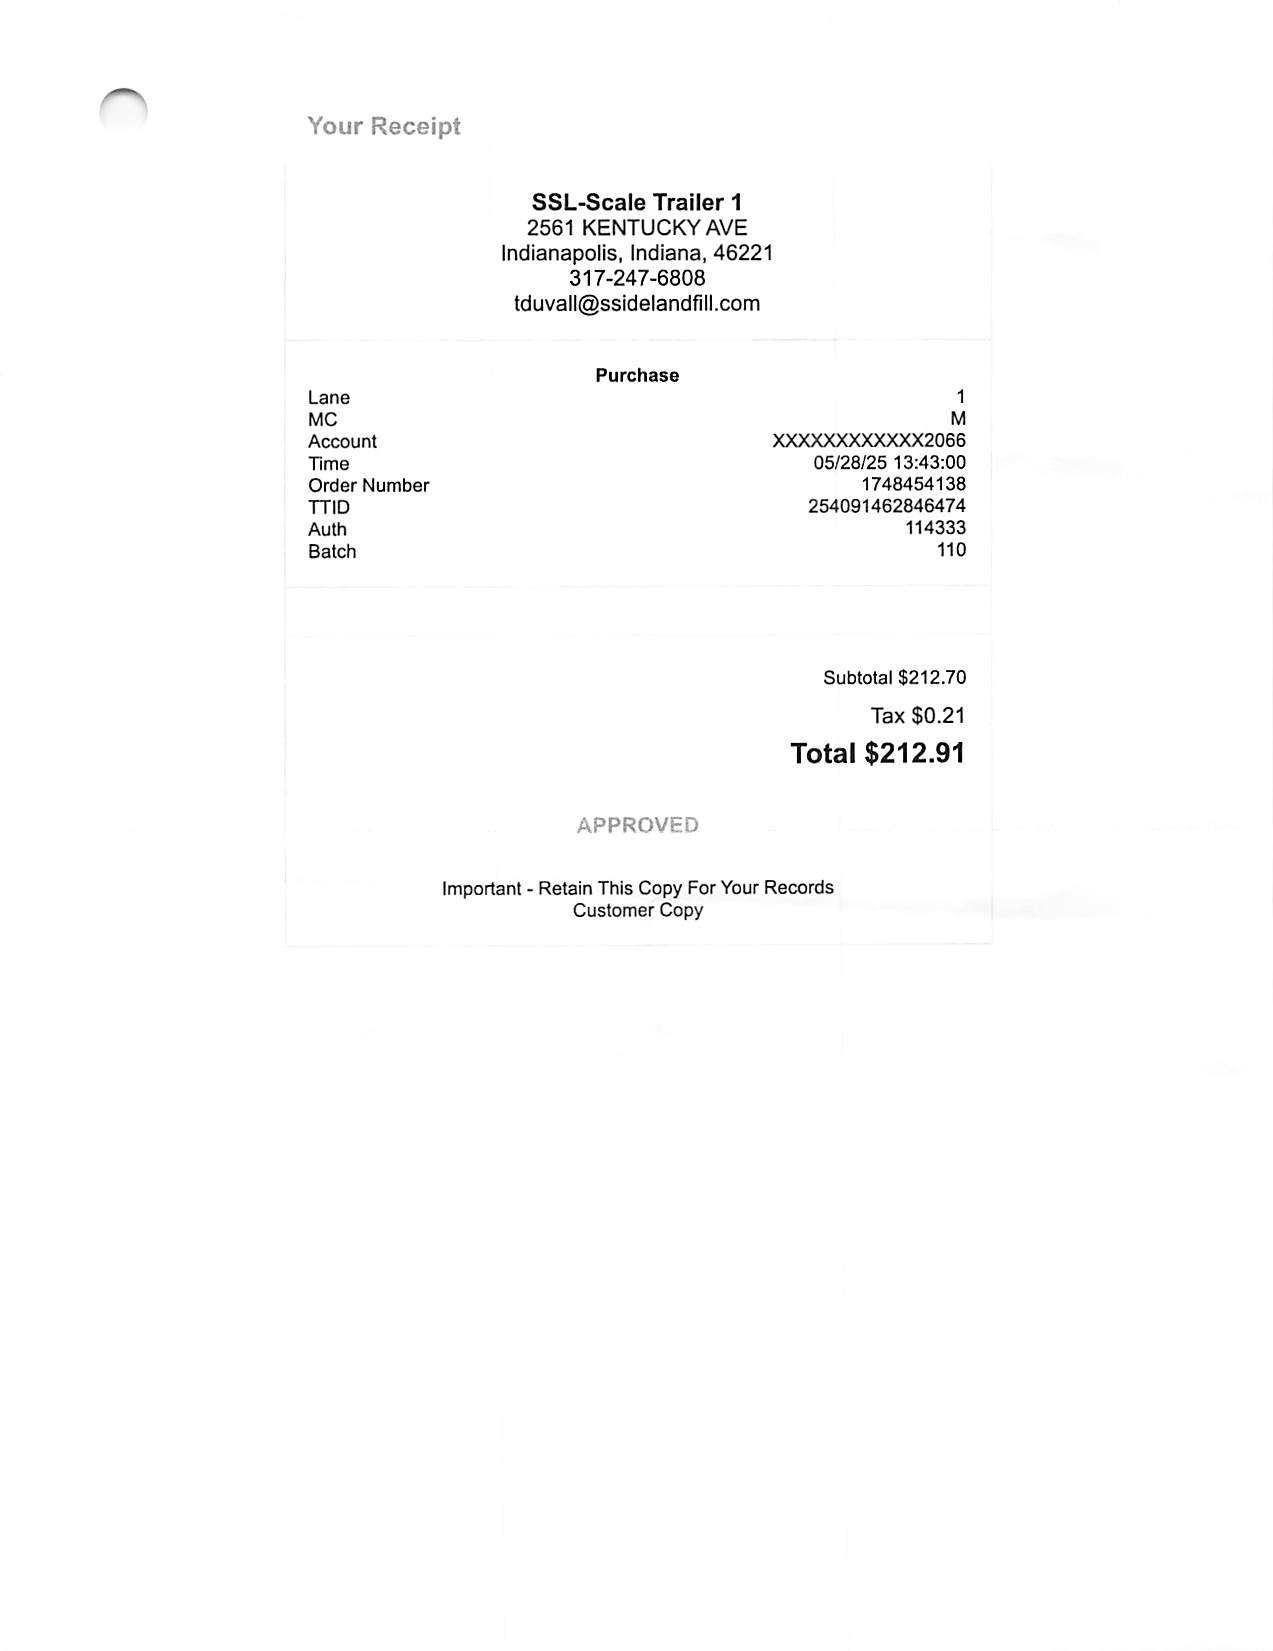 Your Receipt
SSL-Scale Trailer 1
2561 KENTUCKY AVE
Indianapolis, Indiana, 46221
317-247-6808
tduvall@ssidelandfill.com
Purchase
Lane 1
MC M
Account XXXXXXXXXXXX2066
Time 05/28/25 13:43:00
Order Number 1748454138
TTID 254091462846474
Auth 114333
Batch 110
Subtotal $212.70
Tax $0.21
Total $212.91
APPROVED
Important - Retain This Copy For Your Records
Customer Copy